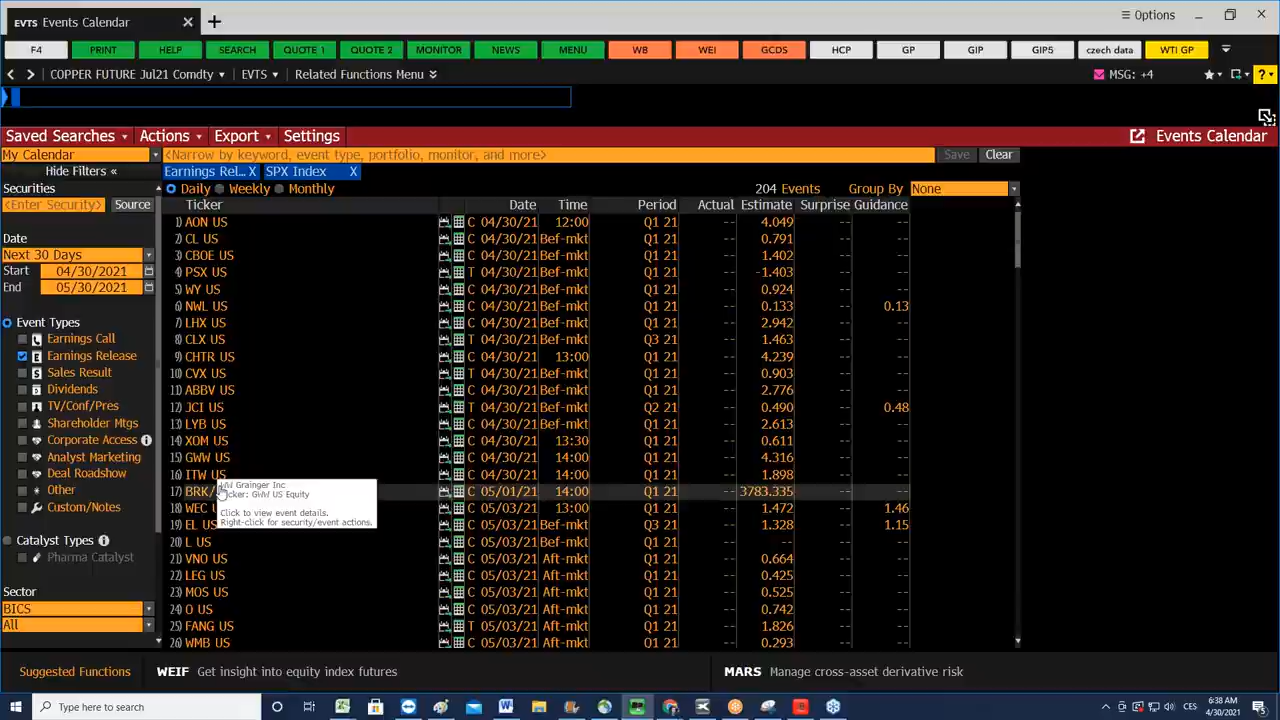 EVTS Events Calendar
Options
F4 PRINT HELP SEARCH QUOTE 1 QUOTE 2 MONITOR NEWS MENU WB WEI GCDS HCP GP GIP GIP5 czech data WTI GP
COPPER FUTURE Jul21 Comdty EVTS Related Functions Menu MSG: +4
Saved Searches Actions Export Settings Events Calendar
My Calendar <Narrow by keyword, event type, portfolio, monitor, and more> Save Clear
Hide Filters « Earnings Rel... X SPX Index X
Securities Daily Weekly Monthly 204 Events Group By None
<Enter Security> Source Ticker Date Time Period Actual Estimate Surprise Guidance
1) AON US C 04/30/21 12:00 Q1 21 -- 4.049 -- --
2) CL US C 04/30/21 Bef-mkt Q1 21 -- 0.791 -- --
Date
3) CBOE US C 04/30/21 Bef-mkt Q1 21 -- 1.402 -- --
Next 30 Days
Start 04/30/2021 4) PSX US T 04/30/21 Bef-mkt Q1 21 -- -1.403 -- --
End 05/30/2021 5) WY US C 04/30/21 Bef-mkt Q1 21 -- 0.924 -- --
6) NWL US C 04/30/21 Bef-mkt Q1 21 -- 0.133 -- 0.13
Event Types 7) LHX US C 04/30/21 Bef-mkt Q1 21 -- 2.942 -- --
Earnings Call 8) CLX US T 04/30/21 Bef-mkt Q3 21 -- 1.463 -- --
E Earnings Release 9) CHTR US C 04/30/21 13:00 Q1 21 -- 4.239 -- --
S Sales Result 10) CVX US T 04/30/21 Bef-mkt Q1 21 -- 0.903 -- --
Dividends 11) ABBV US C 04/30/21 Bef-mkt Q1 21 -- 2.776 -- --
TV/Conf/Pres 12) JCI US T 04/30/21 Bef-mkt Q2 21 -- 0.490 -- 0.48
Shareholder Mtgs 13) LYB US C 04/30/21 Bef-mkt Q1 21 -- 2.613 -- --
Corporate Access 14) XOM US C 04/30/21 13:30 Q1 21 -- 0.611 -- --
Analyst Marketing 15) GWW US C 04/30/21 14:00 Q1 21 -- 4.316 -- --
Deal Roadshow 16) ITW US C 04/30/21 14:00 Q1 21 -- 1.898 -- --
WW Grainger Inc
Other 17) BRK/ C 05/01/21 14:00 Q1 21 -- 3783.335 -- --
Ticker: GWW US Equity
Custom/Notes 18) WEC C 05/03/21 13:00 Q1 21 -- 1.472 -- 1.46
Click to view event details.
19) EL US C 05/03/21 Bef-mkt Q3 21 -- 1.328 -- 1.15
Right-click for security/event actions.
Catalyst Types 20) L US C 05/03/21 Bef-mkt Q1 21 -- -- -- --
Pharma Catalyst 21) VNO US C 05/03/21 Aft-mkt Q1 21 -- 0.664 -- --
22) LEG US C 05/03/21 Aft-mkt Q1 21 -- 0.425 -- --
Sector 23) MOS US C 05/03/21 Aft-mkt Q1 21 -- 0.525 -- --
BICS 24) O US C 05/03/21 Aft-mkt Q1 21 -- 0.742 -- --
All 25) FANG US T 05/03/21 Aft-mkt Q1 21 -- 1.826 -- --
26) WMB US C 05/03/21 Aft-mkt Q1 21 -- 0.293 -- --
Suggested Functions WEIF Get insight into equity index futures MARS Manage cross-asset derivative risk
Type here to search CES 6:38 AM
4/30/2021